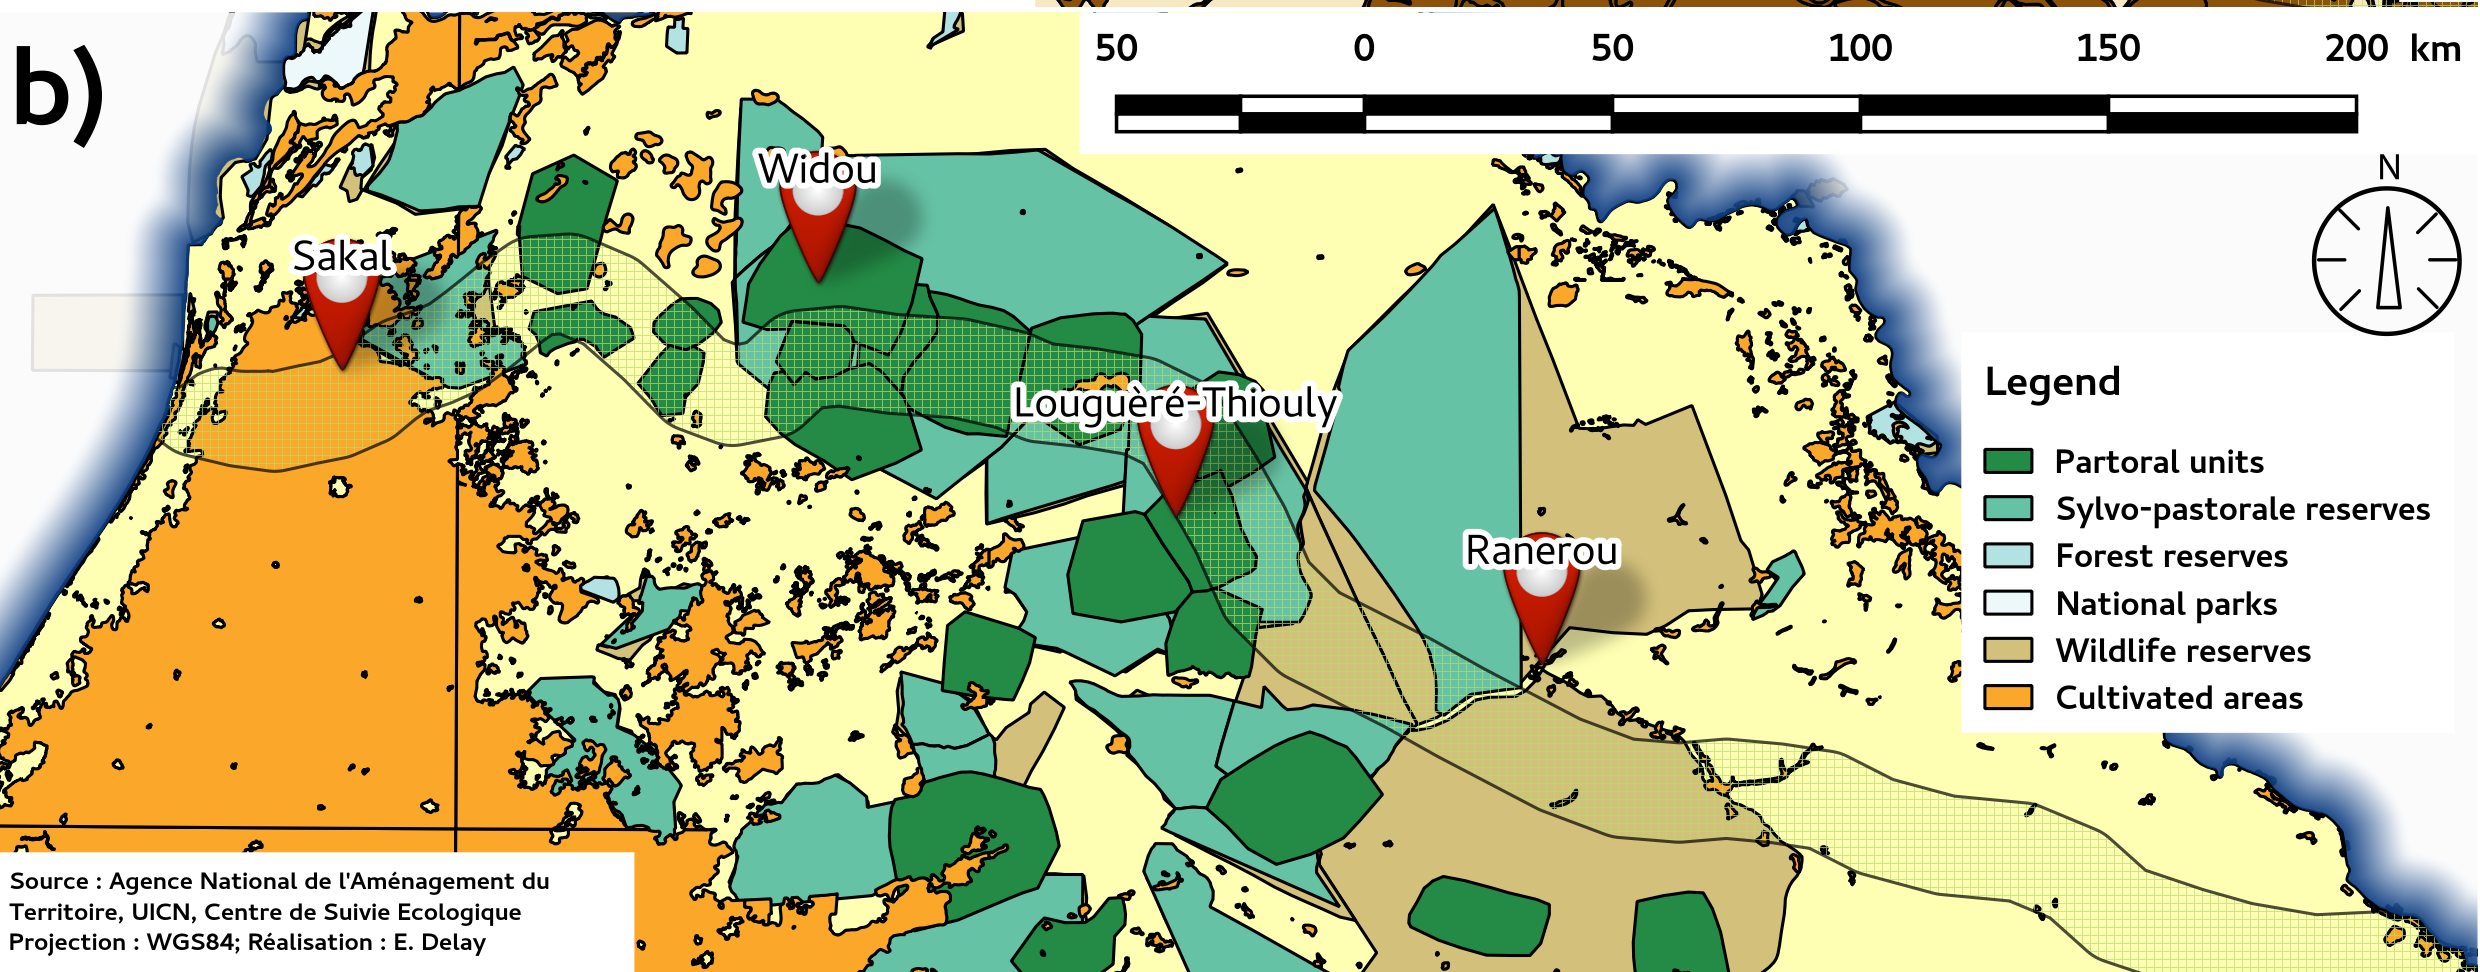 b)
50 0 50 100 150 200 km
N
Widou
Sakal
Louguèré-Thiouly
Ranerou
Legend
Partoral units
Sylvo-pastorale reserves
Forest reserves
National parks
Wildlife reserves
Cultivated areas
Source : Agence National de l'Aménagement du
Territoire, UICN, Centre de Suivie Ecologique
Projection : WGS84; Réalisation : E. Delay